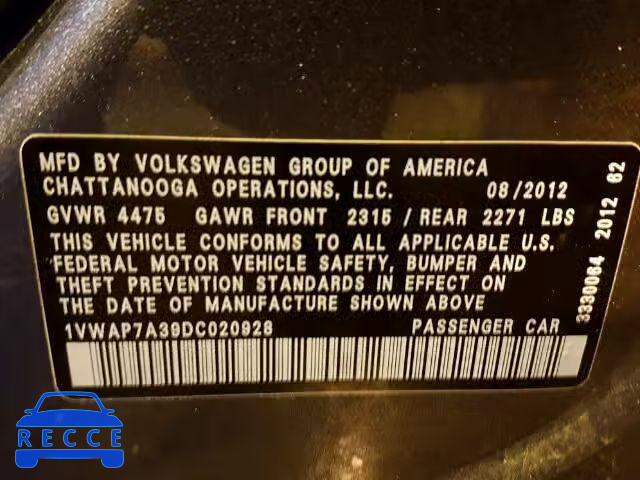 MFD BY VOLKSWAGEN GROUP OF AMERICA
CHATTANOOGA OPERATIONS, LLC. 08/2012
GVWR 4475 GAWR FRONT 2315 / REAR 2271 LBS
THIS VEHICLE CONFORMS TO ALL APPLICABLE U.S.
FEDERAL MOTOR VEHICLE SAFETY, BUMPER AND
THEFT PREVENTION STANDARDS IN EFFECT ON
THE DATE OF MANUFACTURE SHOWN ABOVE
1VWAP7A39DC020928 PASSENGER CAR
3330064 2012 62
RECCE